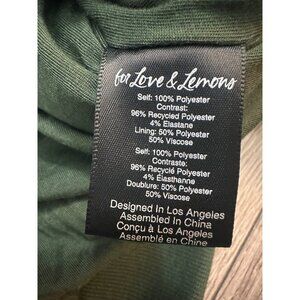 for Love & Lemons
Self: 100% Polyester
Contrast:
96% Recycled Polyester
4% Elastane
Lining: 50% Polyester
50% Viscose
Self: 100% Polyester
Contraste:
96% Recyclé Polyester
4% Élasthanne
Doublure: 50% Polyester
50% Viscose
Designed In Los Angeles
Assembled In China
Conçu à Los Angeles
Assemblé en Chine